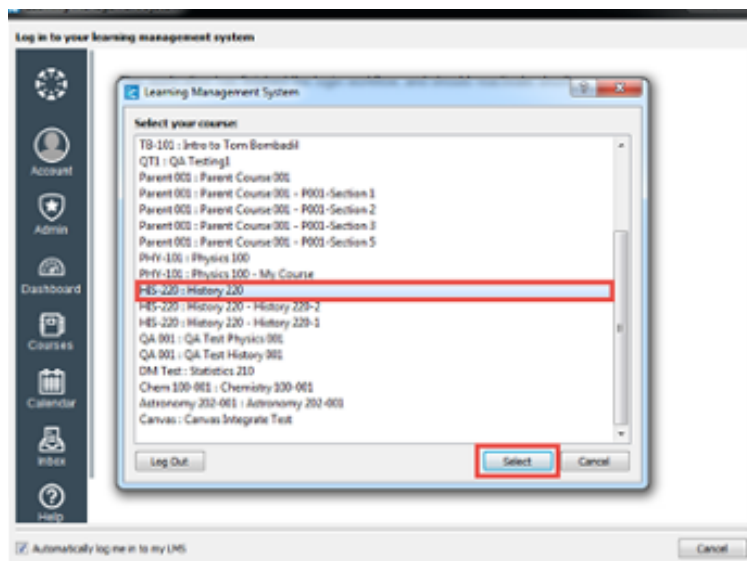 Log in to your learning management system
Learning Management System
Select your course:
TB-101 : Intro to Tom Bombadil
QT1 : QA Testing1
Parent 001 : Parent Course 001
Parent 001 : Parent Course 001 - P001-Section 1
Parent 001 : Parent Course 001 - P001-Section 2
Parent 001 : Parent Course 001 - P001-Section 3
Parent 001 : Parent Course 001 - P001-Section 5
PHY-101 : Physics 100
PHY-101 : Physics 100 - My Course
HIS-220 : History 220
HIS-220 : History 220 - History 220-2
HIS-220 : History 220 - History 220-1
QA 001 : QA Test Physics 001
QA 001 : QA Test History 001
DM Test : Statistics 210
Chem 100-001 : Chemistry 100-001
Astronomy 202-001 : Astronomy 202-001
Canvas : Canvas Integrate Test
Log Out
Select
Cancel
Account
Admin
Dashboard
Courses
Calendar
Inbox
Help
Automatically log me in to my LMS
Cancel